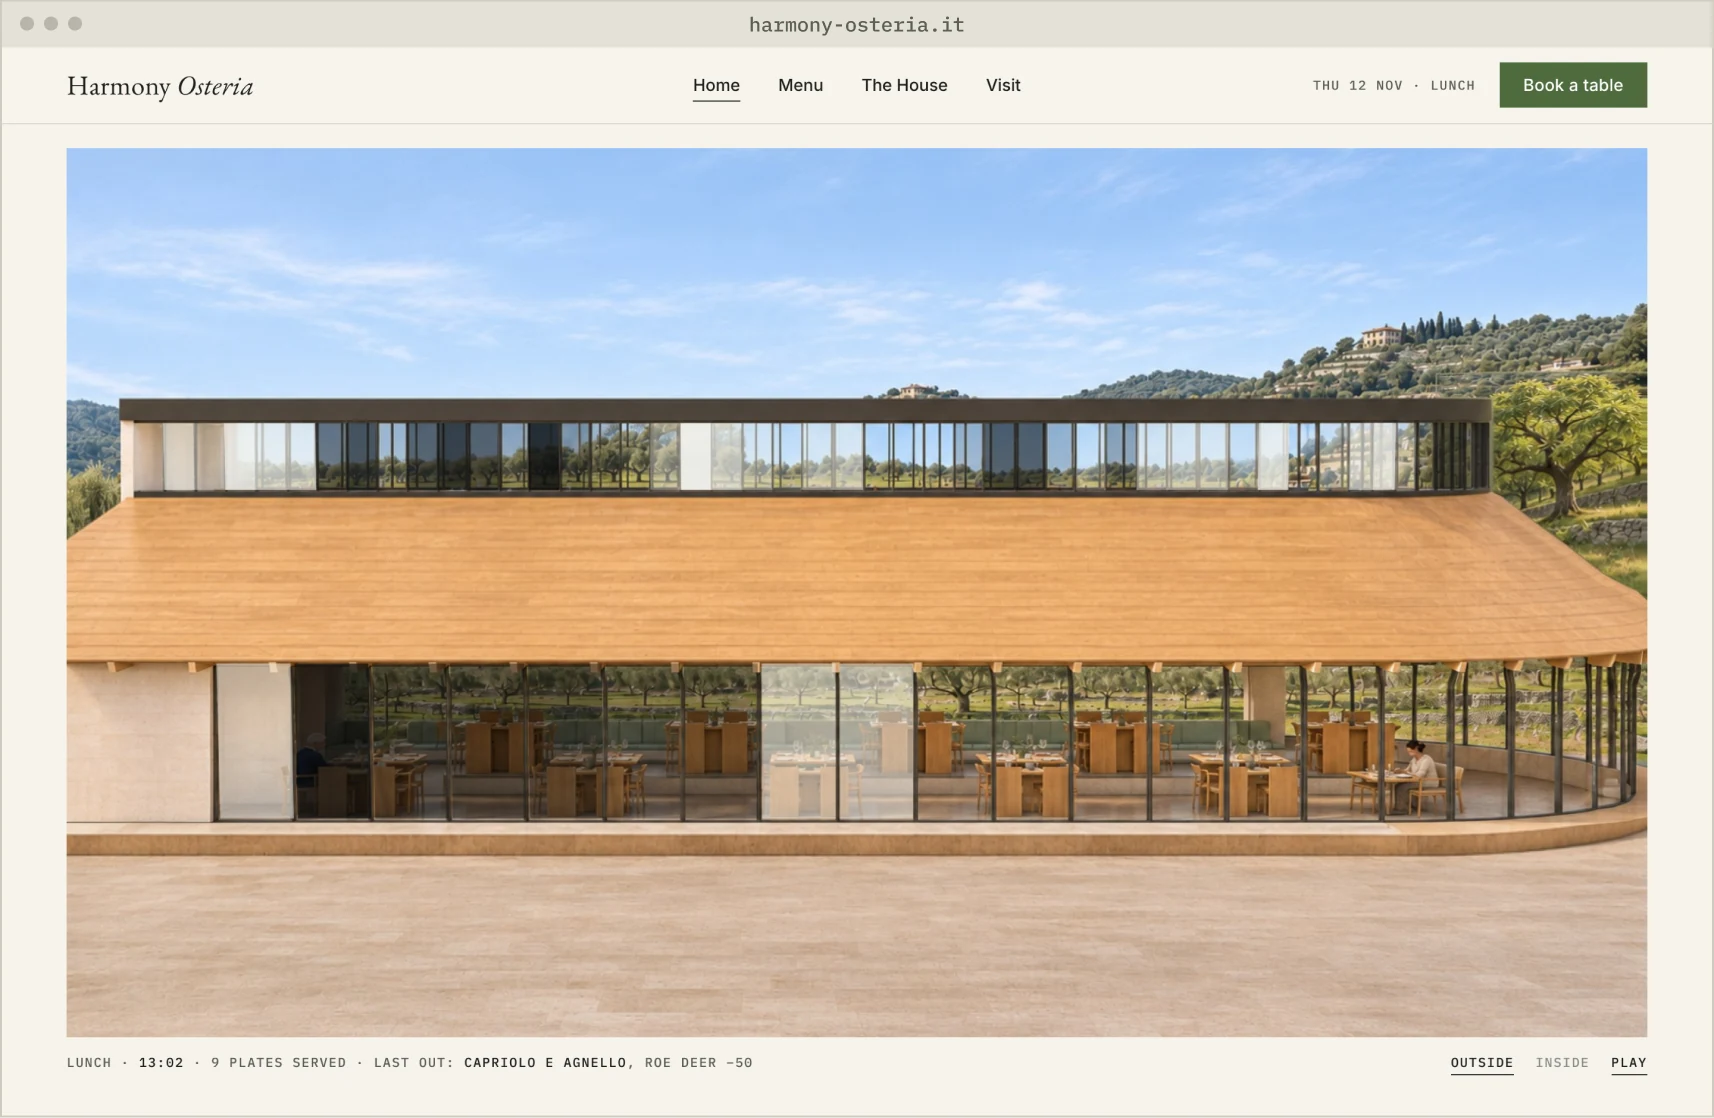 harmony-osteria.it
Harmony Osteria
Home Menu The House Visit
THU 12 NOV · LUNCH
Book a table
LUNCH · 13:02 · 9 PLATES SERVED · LAST OUT: CAPRIOLO E AGNELLO, ROE DEER −50
OUTSIDE INSIDE PLAY